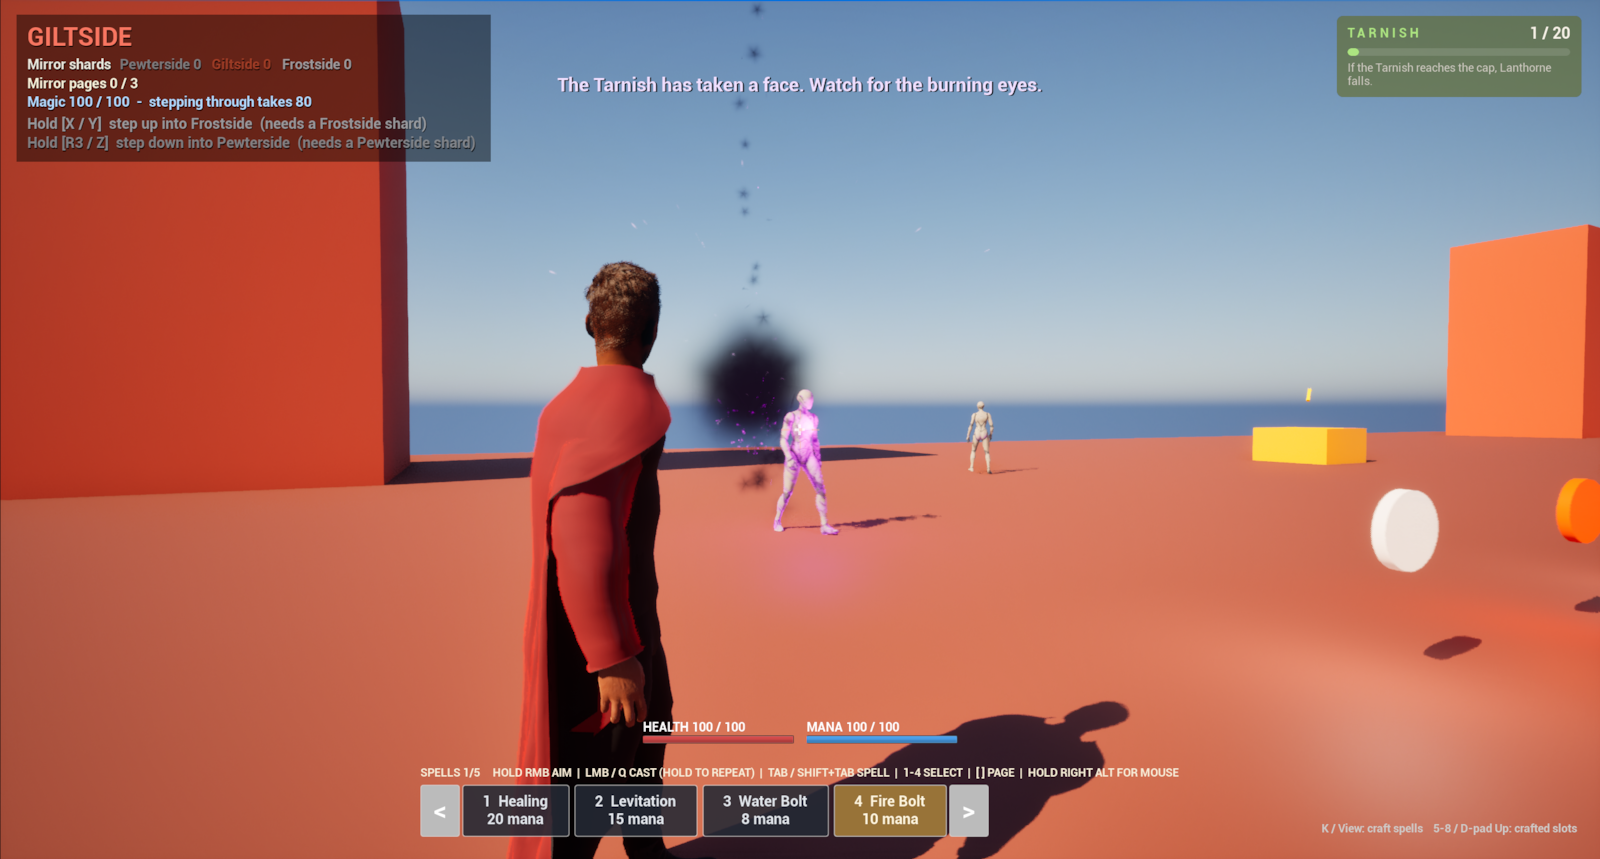 GILTSIDE
Mirror shards Pewterside 0 Giltside 0 Frostside 0
Mirror pages 0 / 3
Magic 100 / 100 - stepping through takes 80
Hold [X / Y] step up into Frostside (needs a Frostside shard)
Hold [R3 / Z] step down into Pewterside (needs a Pewterside shard)
The Tarnish has taken a face. Watch for the burning eyes.
TARNISH 1 / 20
If the Tarnish reaches the cap, Lanthorne
falls.
HEALTH 100 / 100 MANA 100 / 100
SPELLS 1/5 HOLD RMB AIM | LMB / Q CAST (HOLD TO REPEAT) | TAB / SHIFT+TAB SPELL | 1-4 SELECT | [ ] PAGE | HOLD RIGHT ALT FOR MOUSE
< 1 Healing 2 Levitation 3 Water Bolt 4 Fire Bolt >
20 mana 15 mana 8 mana 10 mana
K / View: craft spells 5-8 / D-pad Up: crafted slots